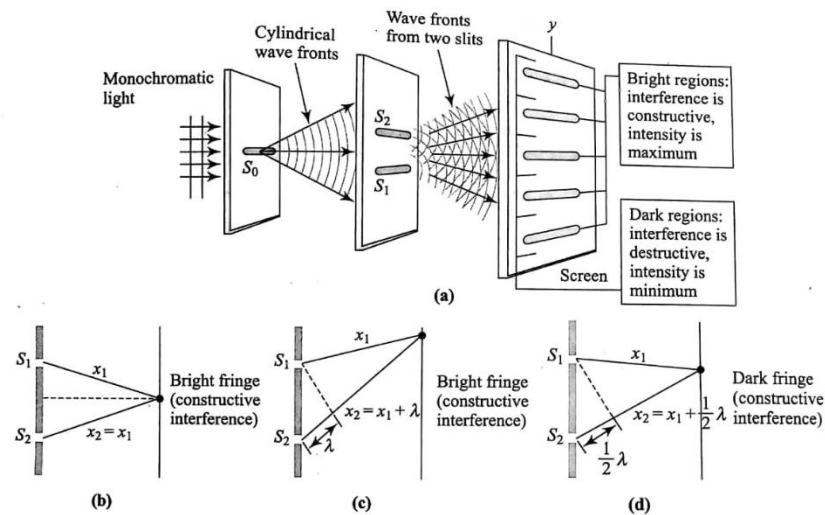 Monochromatic
light
Cylindrical
wave fronts
Wave fronts
from two slits
y
S₀
S₂
S₁
Bright regions:
interference is
constructive,
intensity is
maximum
Dark regions:
interference is
destructive,
intensity is
minimum
Screen
(a)
S₁
x₁
S₂
x₂ = x₁
Bright fringe
(constructive
interference)
(b)
S₁
x₁
S₂
x₂ = x₁ + λ
λ
Bright fringe
(constructive
interference)
(c)
S₁
x₁
S₂
x₂ = x₁ + 1/2 λ
1/2 λ
Dark fringe
(constructive
interference)
(d)